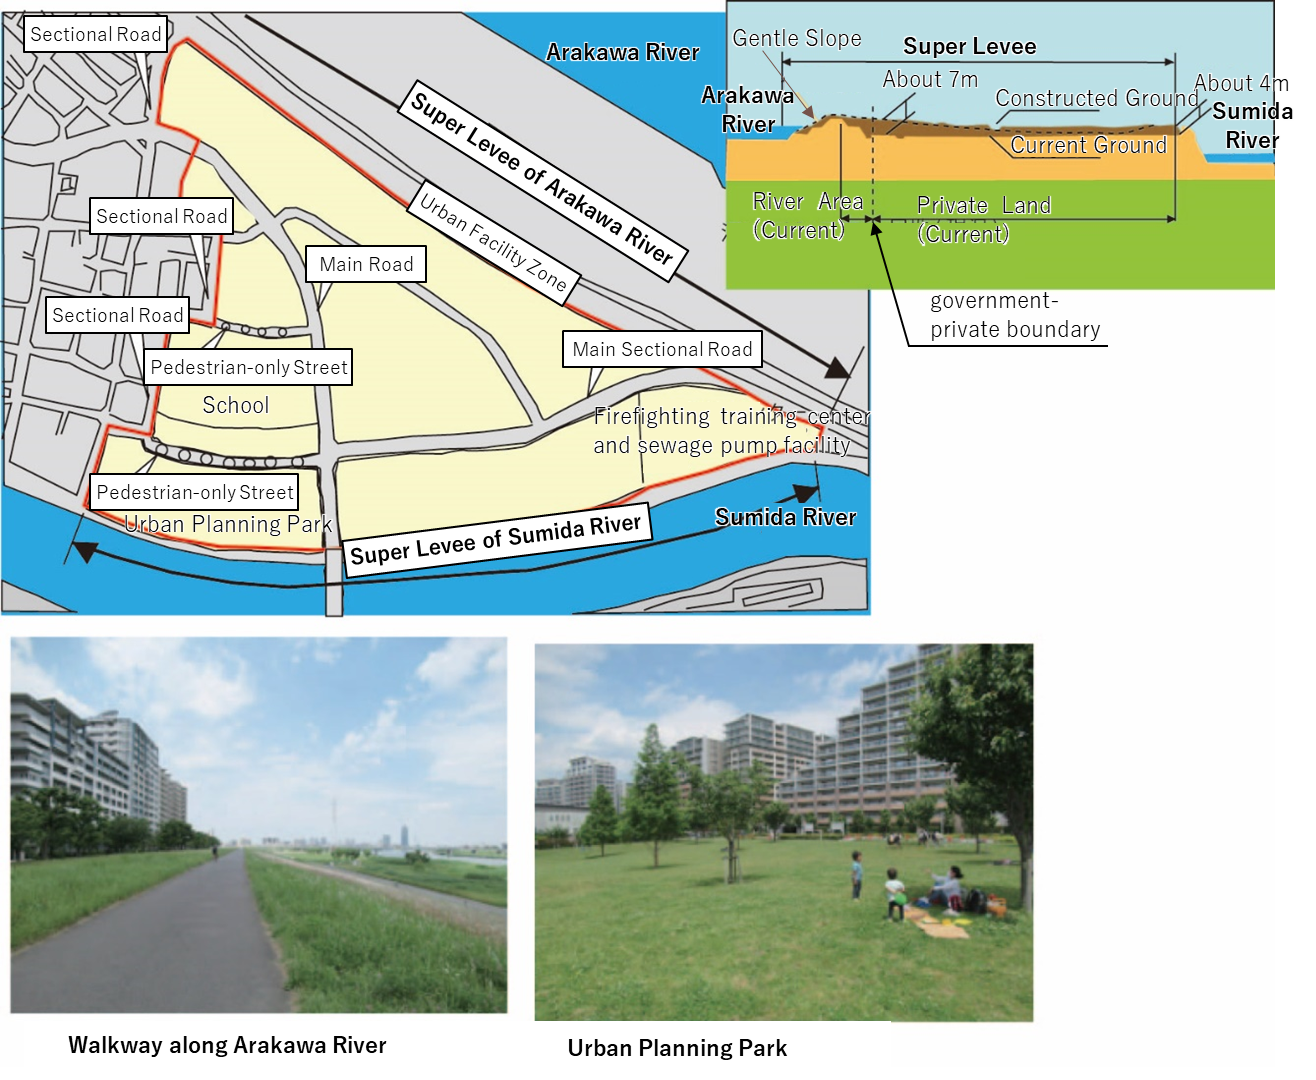 Sectional Road
Arakawa River
Super Levee of Arakawa River
Urban Facility Zone
Sectional Road
Main Road
Sectional Road
Pedestrian-only Street
Main Sectional Road
School
Firefighting training center
and sewage pump facility
Pedestrian-only Street
Urban Planning Park
Super Levee of Sumida River
Sumida River
Gentle Slope
Super Levee
About 7m
About 4m
Arakawa
River
Constructed Ground
Sumida
River
Current Ground
River Area
(Current)
Private Land
(Current)
government-
private boundary
Walkway along Arakawa River
Urban Planning Park